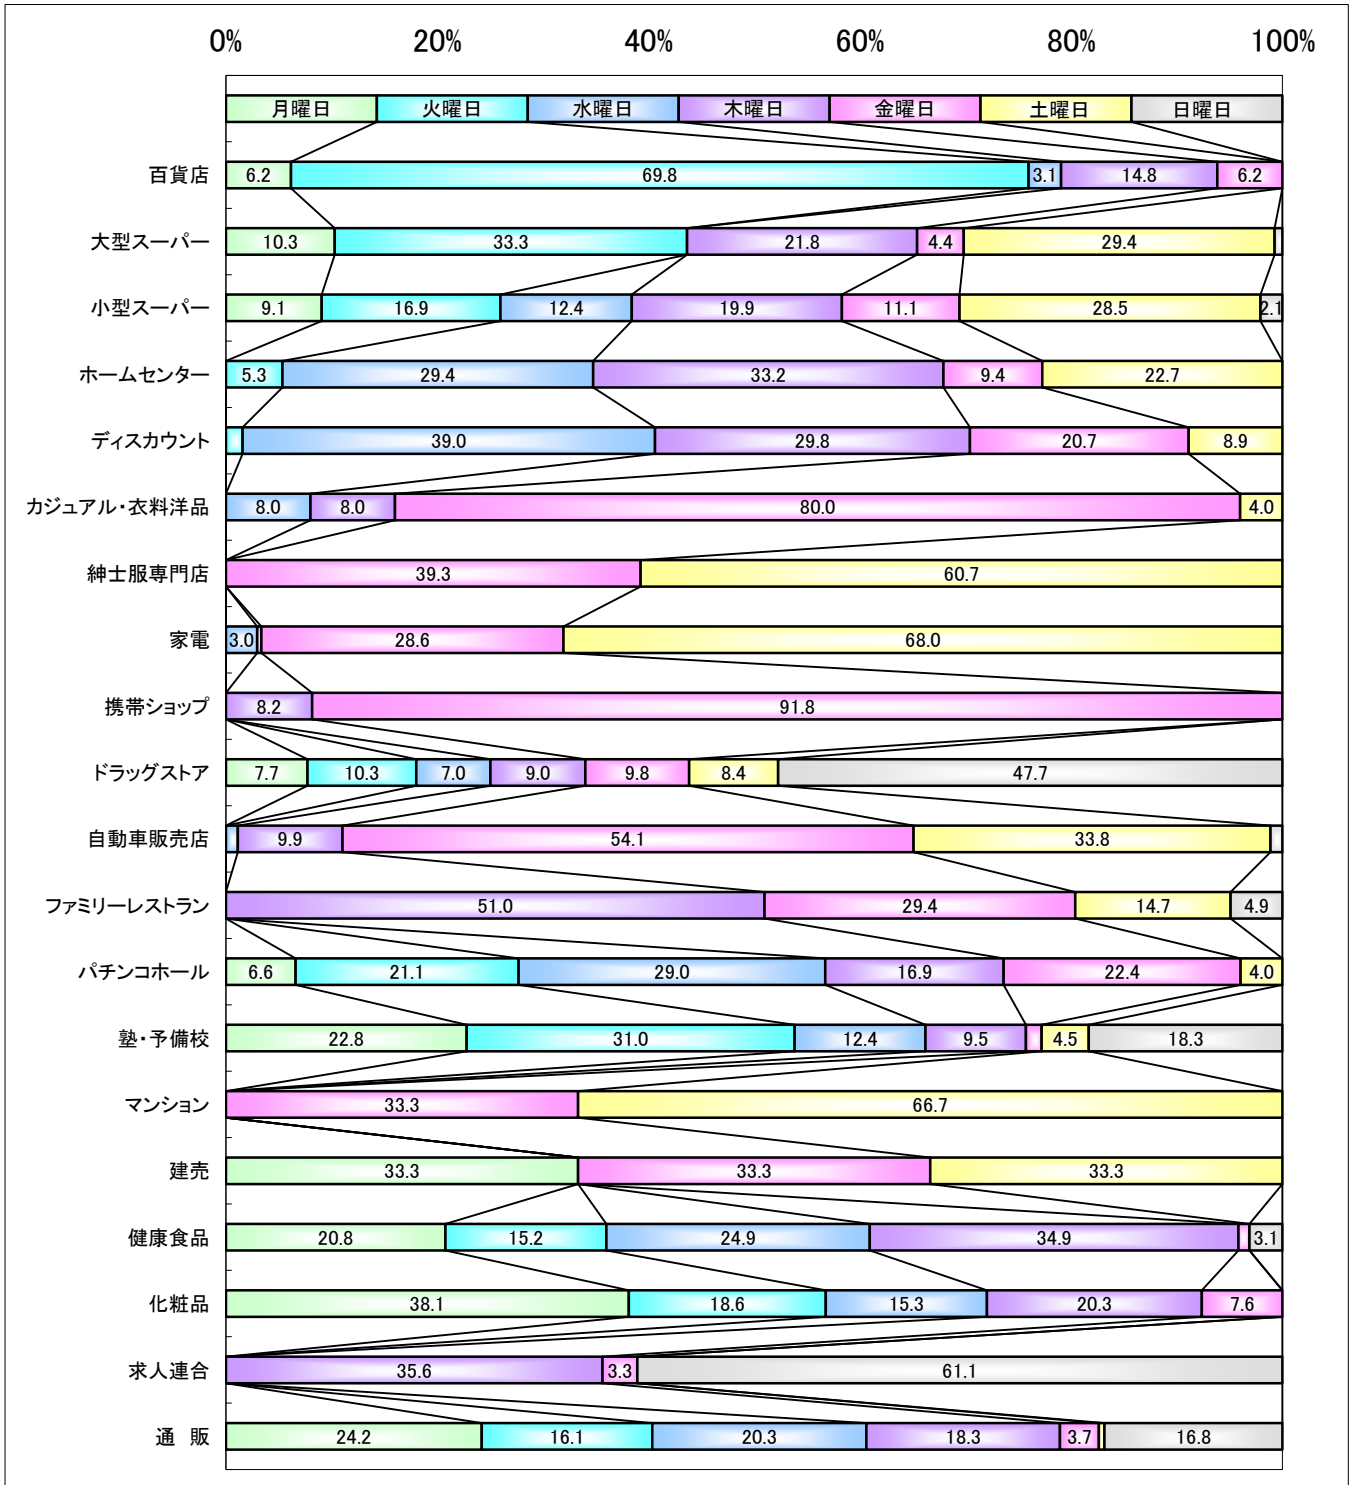 0% 20% 40% 60% 80% 100%
月曜日 火曜日 水曜日 木曜日 金曜日 土曜日 日曜日
百貨店 6.2 69.8 3.1 14.8 6.2
大型スーパー 10.3 33.3 21.8 4.4 29.4
小型スーパー 9.1 16.9 12.4 19.9 11.1 28.5 2.1
ホームセンター 5.3 29.4 33.2 9.4 22.7
ディスカウント 39.0 29.8 20.7 8.9
カジュアル・衣料洋品 8.0 8.0 80.0 4.0
紳士服専門店 39.3 60.7
家電 3.0 28.6 68.0
携帯ショップ 8.2 91.8
ドラッグストア 7.7 10.3 7.0 9.0 9.8 8.4 47.7
自動車販売店 9.9 54.1 33.8
ファミリーレストラン 51.0 29.4 14.7 4.9
パチンコホール 6.6 21.1 29.0 16.9 22.4 4.0
塾・予備校 22.8 31.0 12.4 9.5 4.5 18.3
マンション 33.3 66.7
建売 33.3 33.3 33.3
健康食品 20.8 15.2 24.9 34.9 3.1
化粧品 38.1 18.6 15.3 20.3 7.6
求人連合 35.6 3.3 61.1
通　販 24.2 16.1 20.3 18.3 3.7 16.8